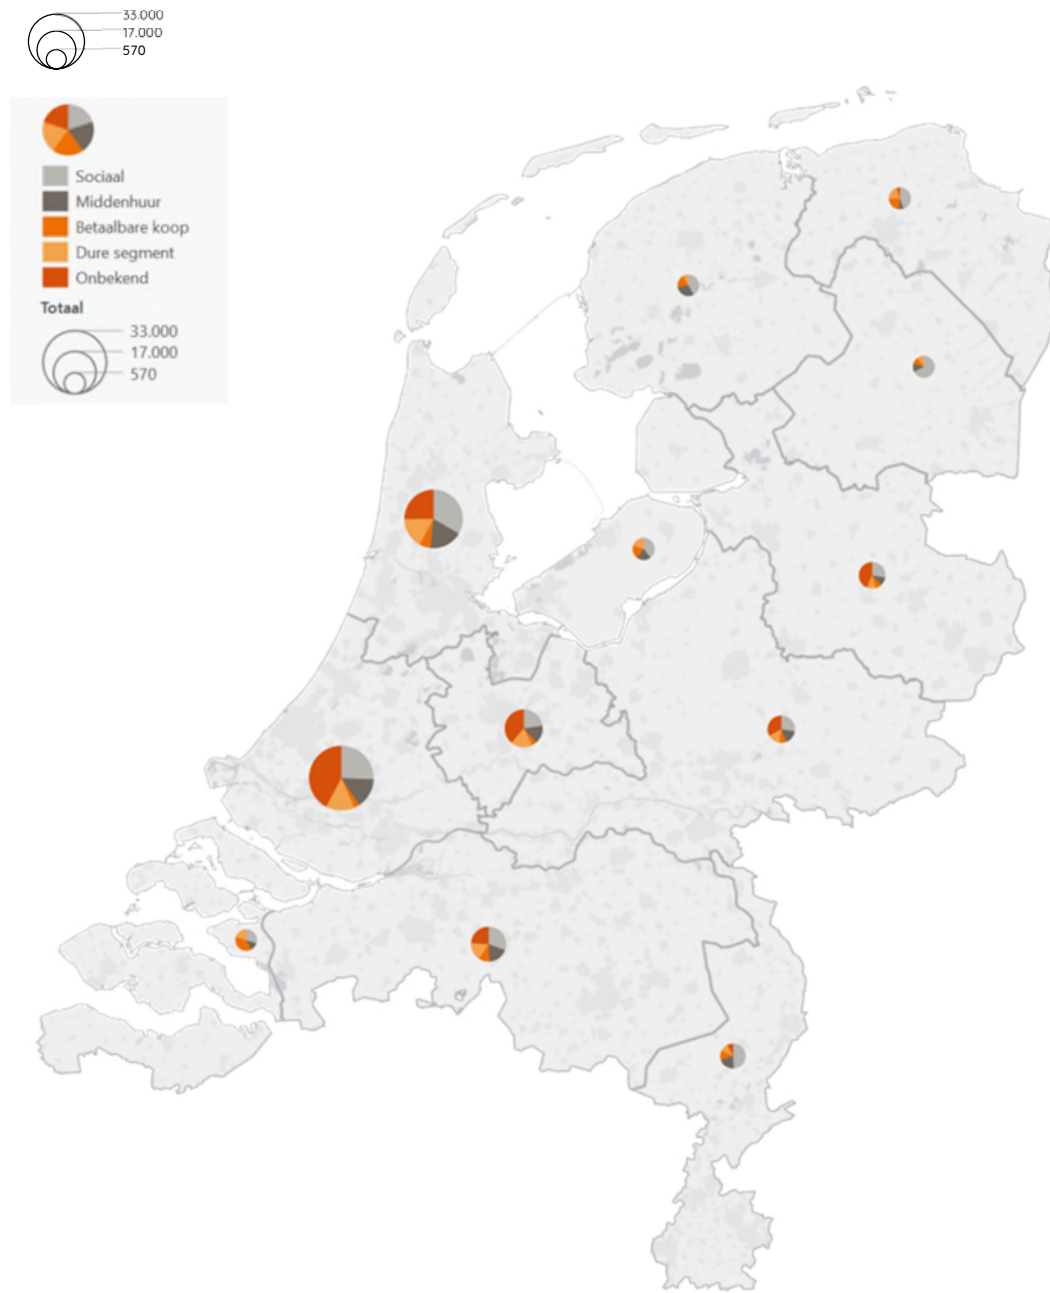 33.000
17.000
570
Sociaal
Middenhuur
Betaalbare koop
Dure segment
Onbekend
Totaal
33.000
17.000
570